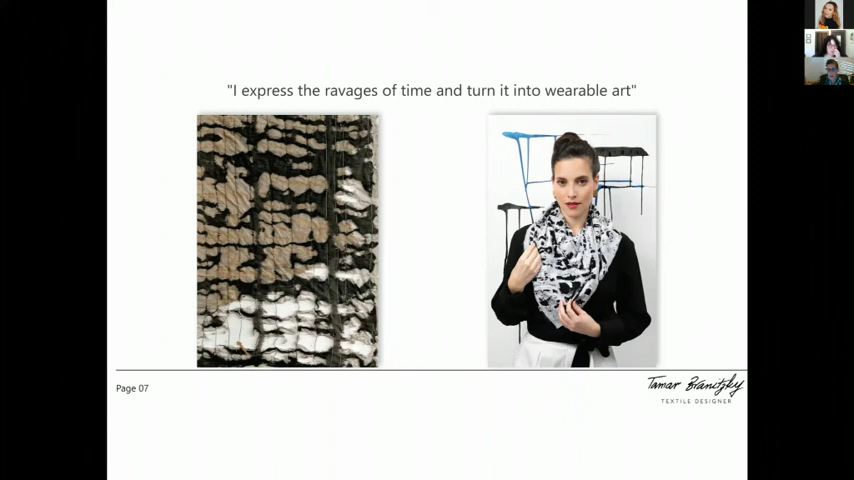 "I express the ravages of time and turn it into wearable art"
Page 07
Tamar Branitzky
TEXTILE DESIGNER